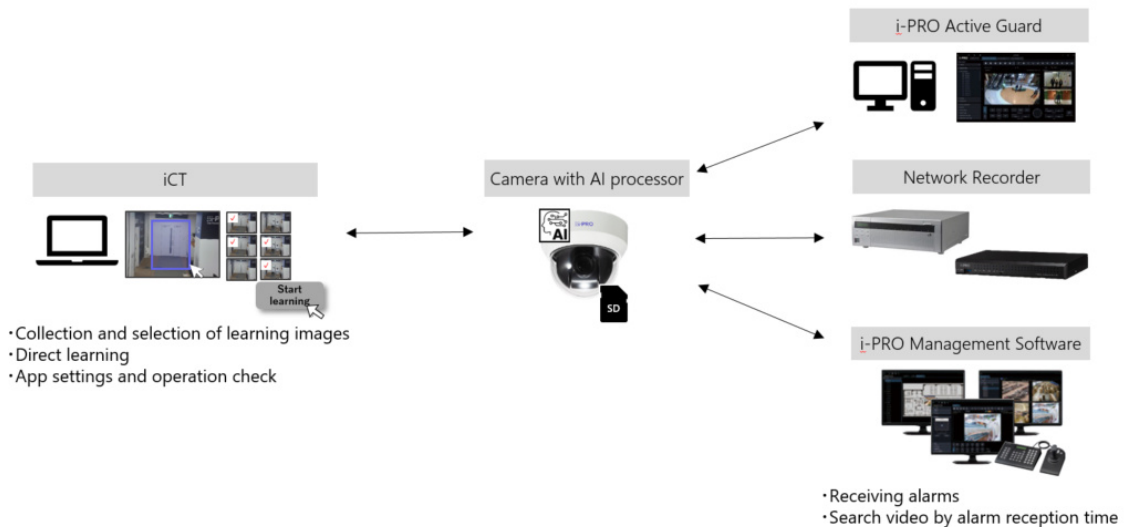 i-PRO Active Guard
iCT
Camera with AI processor
Network Recorder
AI
i-PRO
SD
Start
learning
i-PRO Management Software
・Collection and selection of learning images
・Direct learning
・App settings and operation check
・Receiving alarms
・Search video by alarm reception time